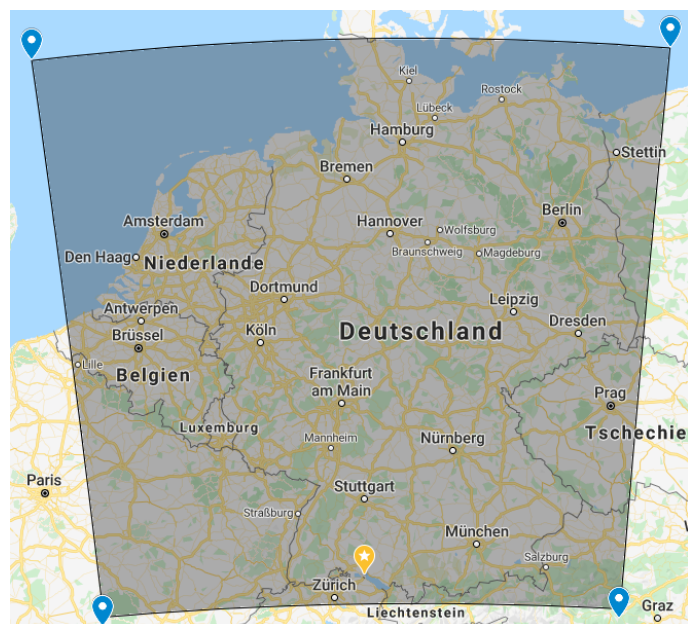 Kiel
Rostock
Lübeck
Hamburg
Stettin
Bremen
Amsterdam
Hannover
Berlin
Wolfsburg
Braunschweig
Magdeburg
Den Haag
Niederlande
Dortmund
Leipzig
Antwerpen
Dresden
Brüssel
Köln
Deutschland
Lille
Belgien
Frankfurt
am Main
Prag
Luxemburg
Mannheim
Nürnberg
Tschechie
Paris
Stuttgart
Straßburg
München
Salzburg
Zürich
Liechtenstein
Graz